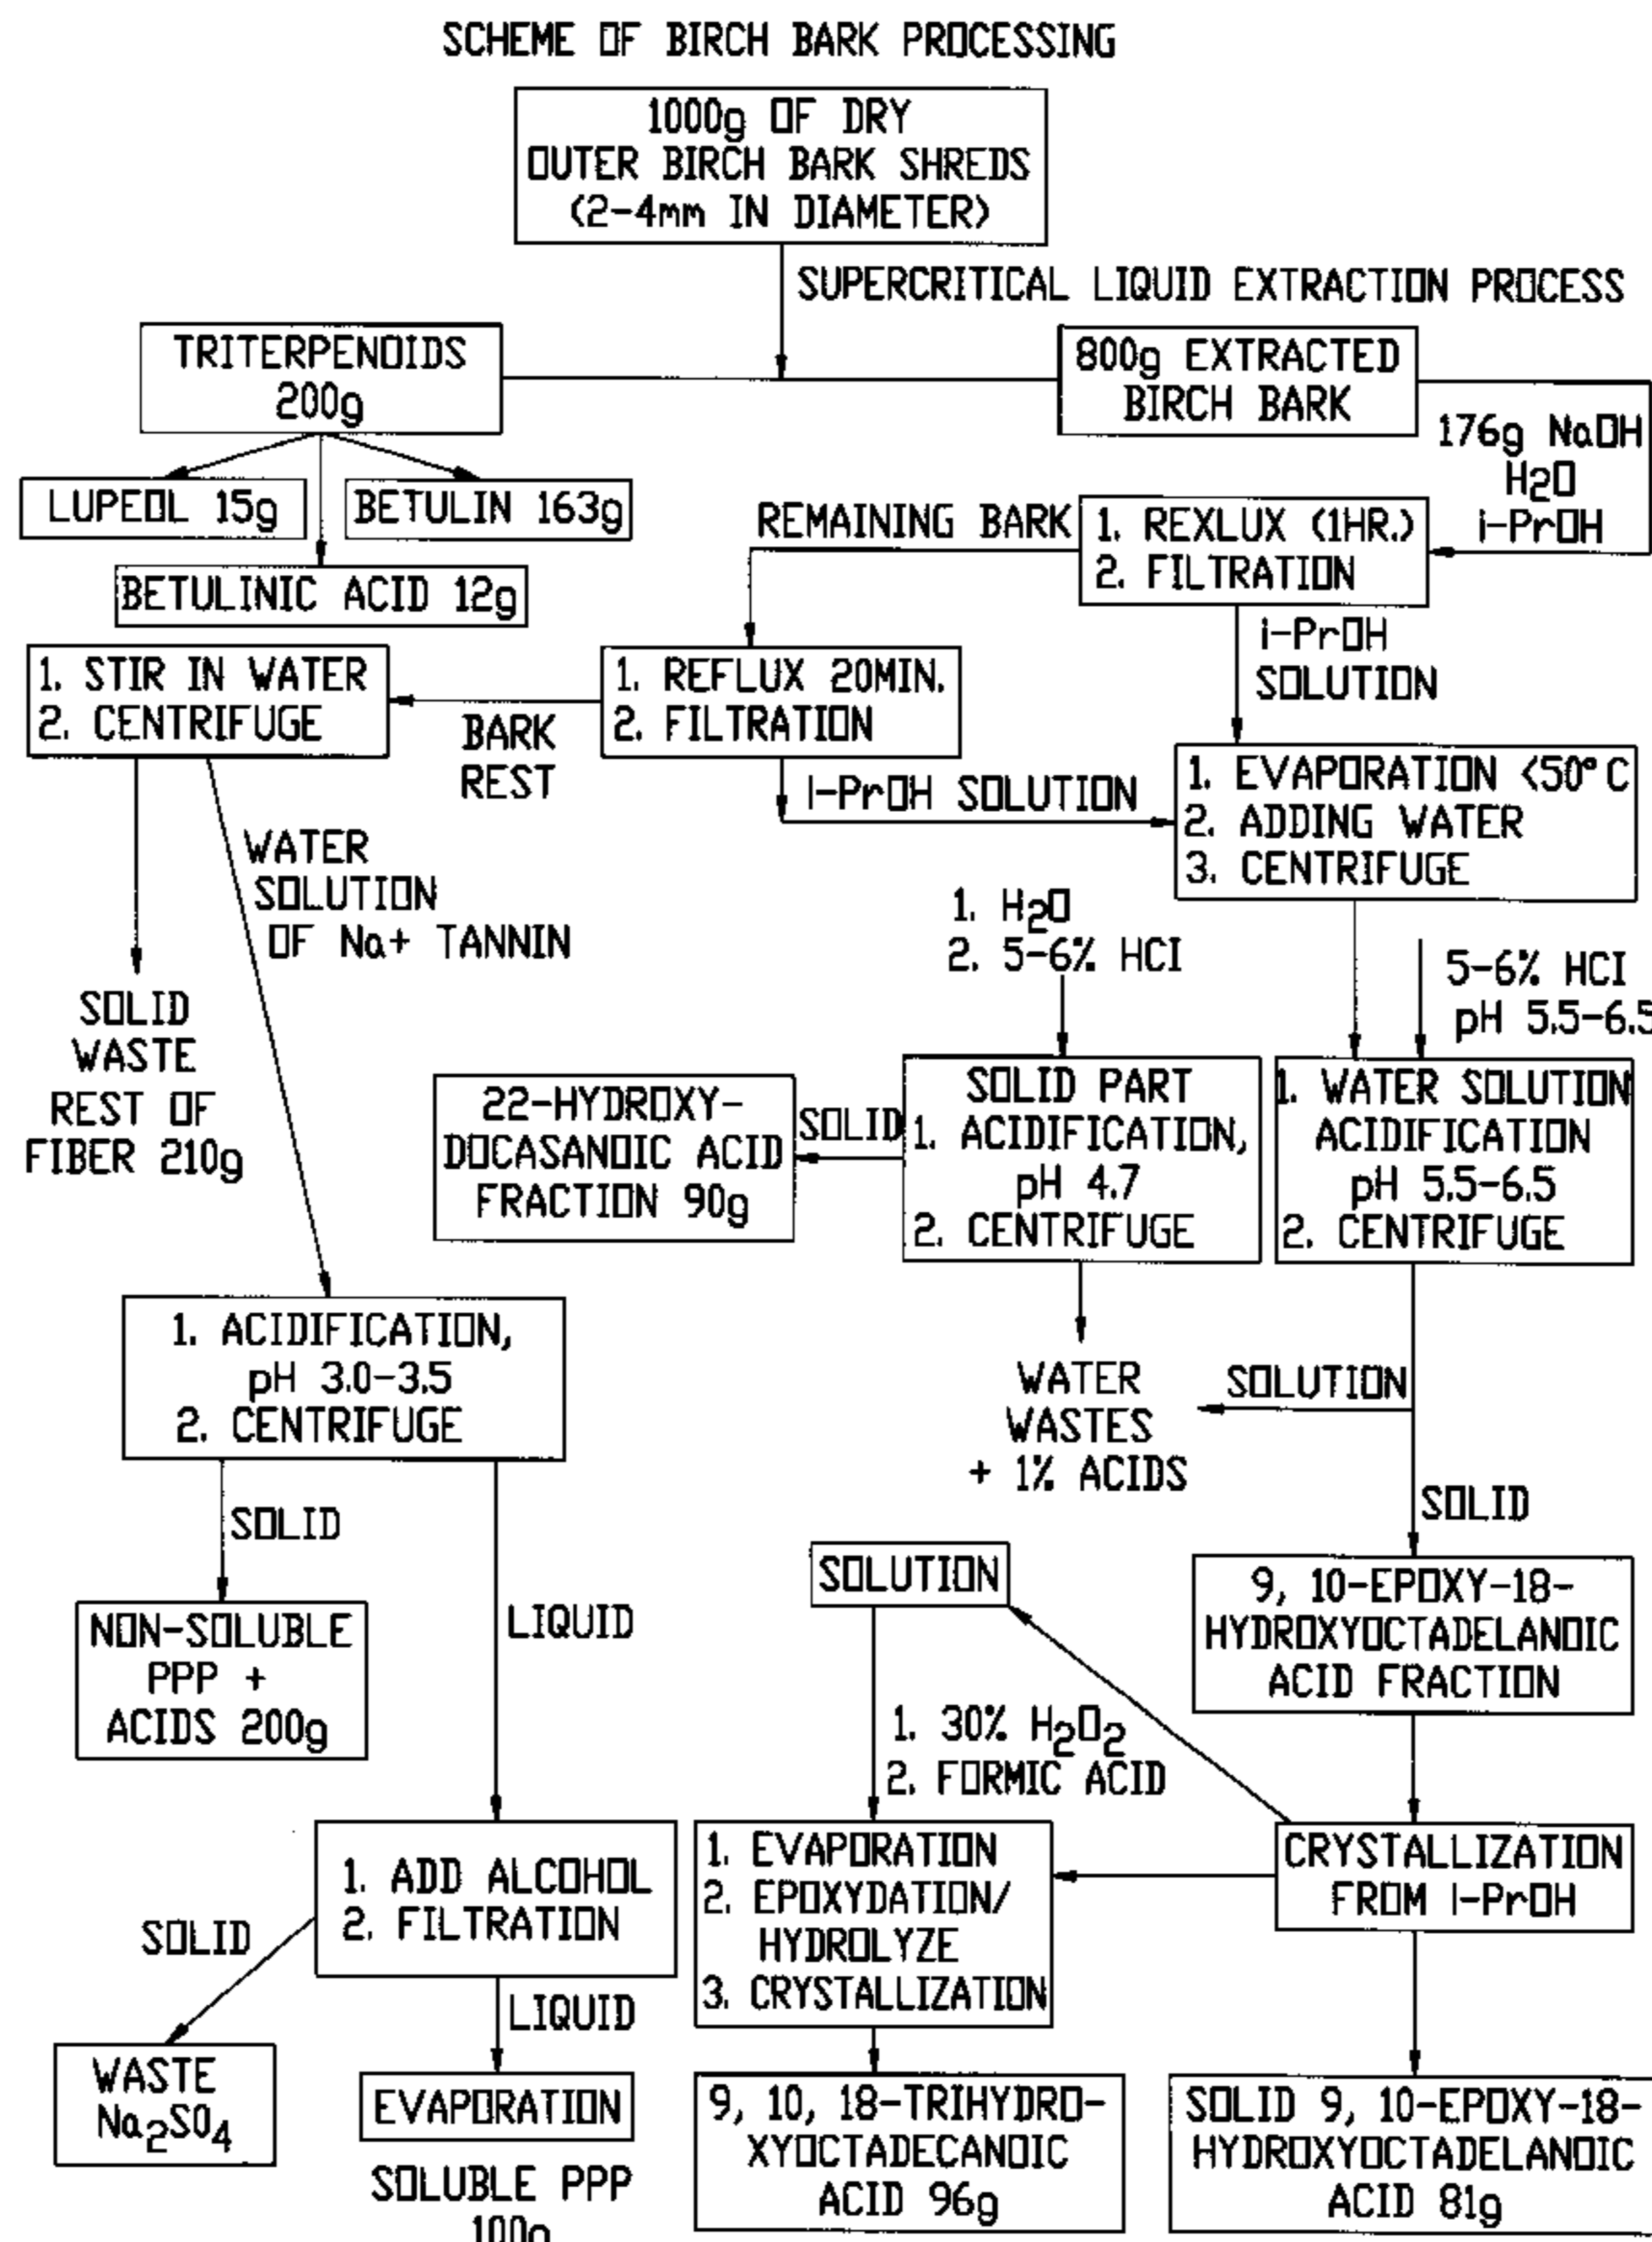 SCHEME OF BIRCH BARK PROCESSING
1000g OF DRY
OUTER BIRCH BARK SHREDS
(2-4mm IN DIAMETER)
SUPERCRITICAL LIQUID EXTRACTION PROCESS
TRITERPENOIDS
200g
800g EXTRACTED
BIRCH BARK
176g NaOH
H2O
i-PrOH
LUPEOL 15g
BETULIN 163g
BETULINIC ACID 12g
REMAINING BARK
1. REXLUX (1HR.)
2. FILTRATION
i-PrOH
SOLUTION
1. STIR IN WATER
2. CENTRIFUGE
BARK
REST
1. REFLUX 20MIN.
2. FILTRATION
I-PrOH SOLUTION
1. EVAPORATION <50°C
2. ADDING WATER
3. CENTRIFUGE
WATER
SOLUTION
OF Na+ TANNIN
SOLID
WASTE
REST OF
FIBER 210g
1. H2O
2. 5-6% HCI
5-6% HCI
pH 5.5-6.5
22-HYDROXY-
DOCASANOIC ACID
FRACTION 90g
SOLID
SOLID PART
1. ACIDIFICATION,
pH 4.7
2. CENTRIFUGE
1. WATER SOLUTION
ACIDIFICATION
pH 5.5-6.5
2. CENTRIFUGE
1. ACIDIFICATION,
pH 3.0-3.5
2. CENTRIFUGE
WATER
WASTES
+ 1% ACIDS
SOLUTION
SOLID
SOLID
LIQUID
NON-SOLUBLE
PPP +
ACIDS 200g
SOLUTION
9, 10-EPOXY-18-
HYDROXYOCTADELANOIC
ACID FRACTION
1. 30% H2O2
2. FORMIC ACID
1. ADD ALCOHOL
2. FILTRATION
1. EVAPORATION
2. EPOXYDATION/
HYDROLYZE
3. CRYSTALLIZATION
CRYSTALLIZATION
FROM I-PrOH
SOLID
LIQUID
WASTE
Na2SO4
EVAPORATION
SOLUBLE PPP
100g
9, 10, 18-TRIHYDRO-
XYOCTADECANOIC
ACID 96g
SOLID 9, 10-EPOXY-18-
HYDROXYOCTADELANOIC
ACID 81g